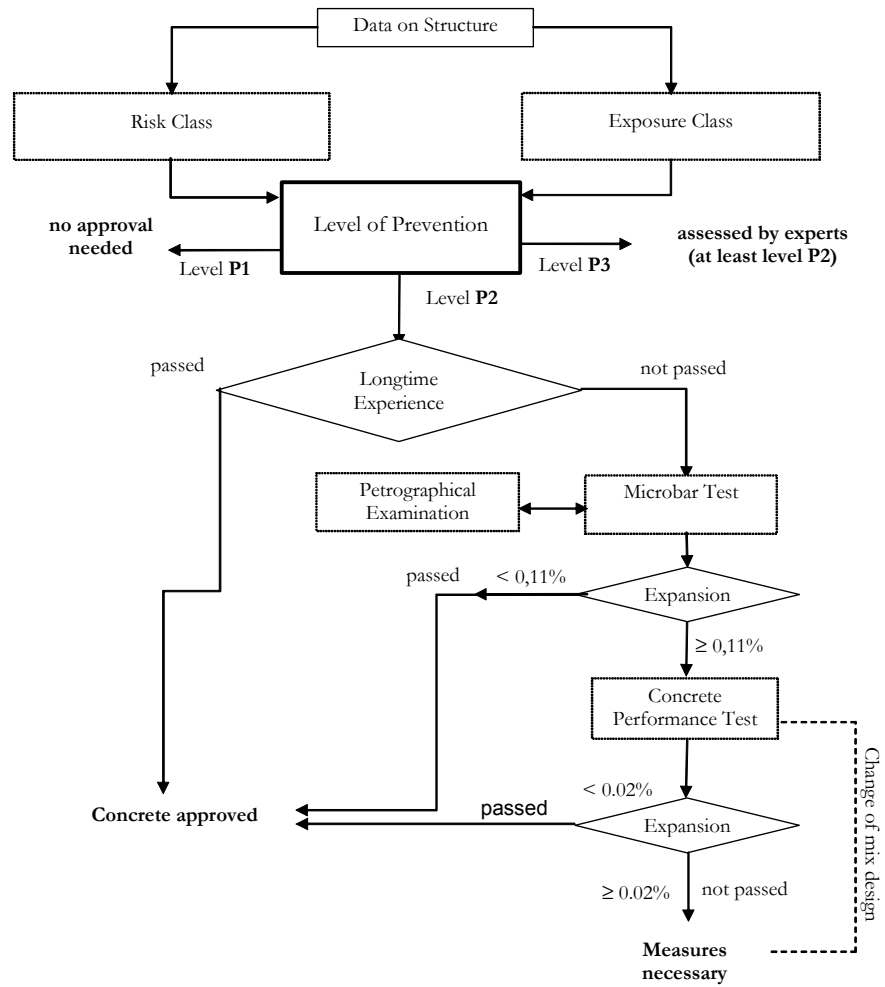 Data on Structure
Risk Class
Exposure Class
Level of Prevention
no approval
needed
Level P1
assessed by experts
(at least level P2)
Level P3
Level P2
passed
Longtime
Experience
not passed
Petrographical
Examination
Microbar Test
passed
< 0,11%
Expansion
≥ 0,11%
Concrete
Performance Test
Change of mix design
< 0.02%
Concrete approved
passed
Expansion
≥ 0.02%
not passed
Measures
necessary